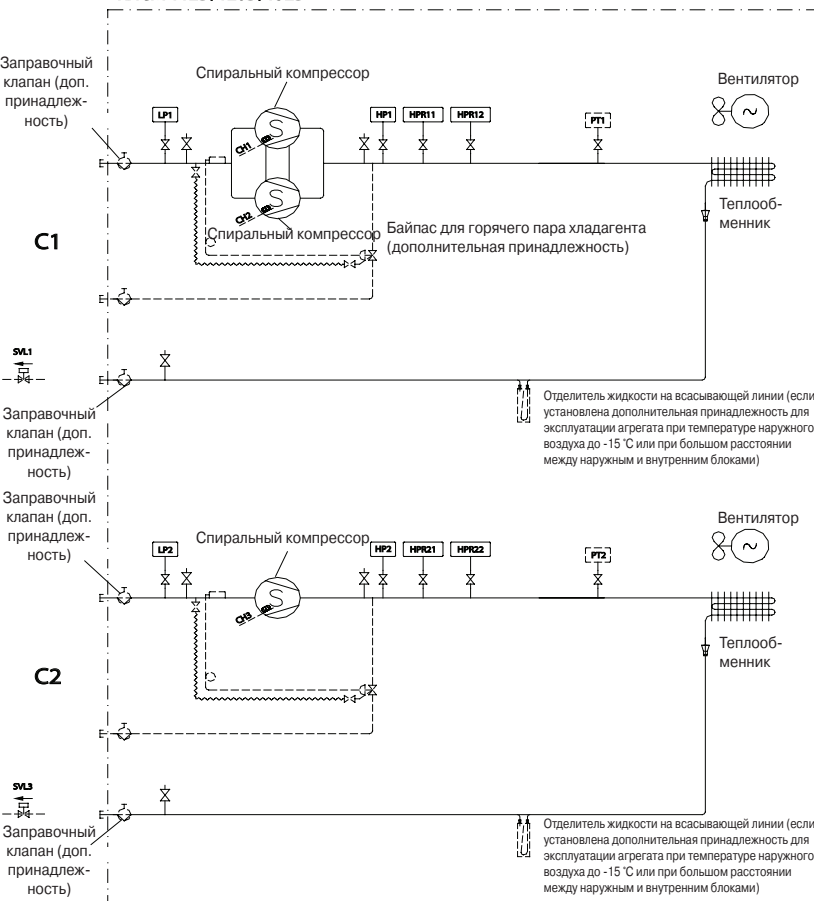 Заправочный
клапан (доп.
принадлеж-
ность)
Спиральный компрессор
Вентилятор
LP1
HP1
HPR11
HPR12
PT1
CH1
CH2
Теплооб-
менник
Спиральный компрессор
Байпас для горячего пара хладагента
(дополнительная принадлежность)
C1
SVL1
Заправочный
клапан (доп.
принадлеж-
ность)
Отделитель жидкости на всасывающей линии (если
установлена дополнительная принадлежность для
эксплуатации агрегата при температуре наружного
воздуха до -15 °C или при большом расстоянии
между наружным и внутренним блоками)
Заправочный
клапан (доп.
принадлеж-
ность)
Спиральный компрессор
Вентилятор
LP2
HP2
HPR21
HPR22
PT2
CH3
Теплооб-
менник
C2
SVL3
Заправочный
клапан (доп.
принадлеж-
ность)
Отделитель жидкости на всасывающей линии (если
установлена дополнительная принадлежность для
эксплуатации агрегата при температуре наружного
воздуха до -15 °C или при большом расстоянии
между наружным и внутренним блоками)